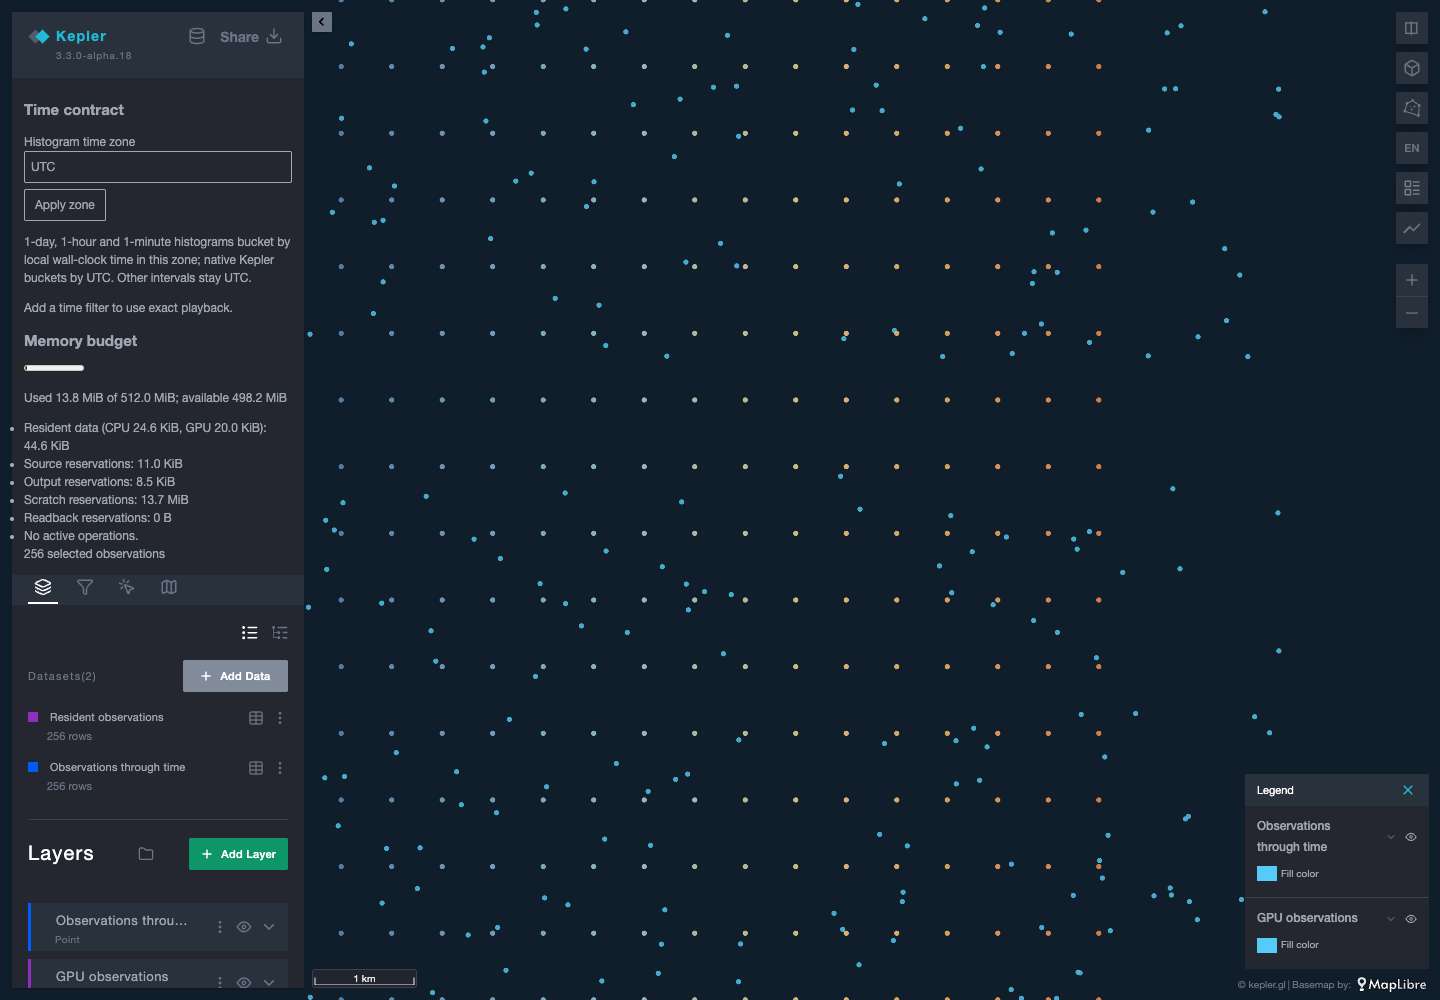 Kepler
3.3.0-alpha.18
Share
Time contract
Histogram time zone
UTC
Apply zone
1-day, 1-hour and 1-minute histograms bucket by
local wall-clock time in this zone; native Kepler
buckets by UTC. Other intervals stay UTC.
Add a time filter to use exact playback.
Memory budget
Used 13.8 MiB of 512.0 MiB; available 498.2 MiB
Resident data (CPU 24.6 KiB, GPU 20.0 KiB):
44.6 KiB
Source reservations: 11.0 KiB
Output reservations: 8.5 KiB
Scratch reservations: 13.7 MiB
Readback reservations: 0 B
No active operations.
256 selected observations
Datasets(2)
Add Data
Resident observations
256 rows
Observations through time
256 rows
Layers
Add Layer
Observations throu...
Point
GPU observations
1 km
EN
Legend
Observations
through time
Fill color
GPU observations
Fill color
© kepler.gl | Basemap by: MapLibre